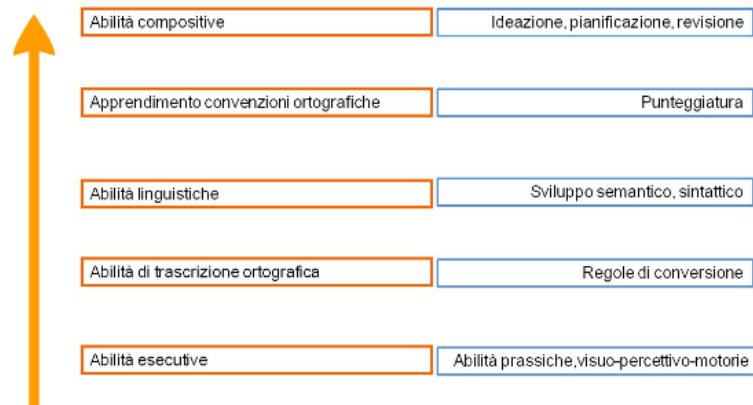 Abilità compositive
Ideazione, pianificazione, revisione
Apprendimento convenzioni ortografiche
Punteggiatura
Abilità linguistiche
Sviluppo semantico, sintattico
Abilità di trascrizione ortografica
Regole di conversione
Abilità esecutive
Abilità prassiche,visuo-percettivo-motorie